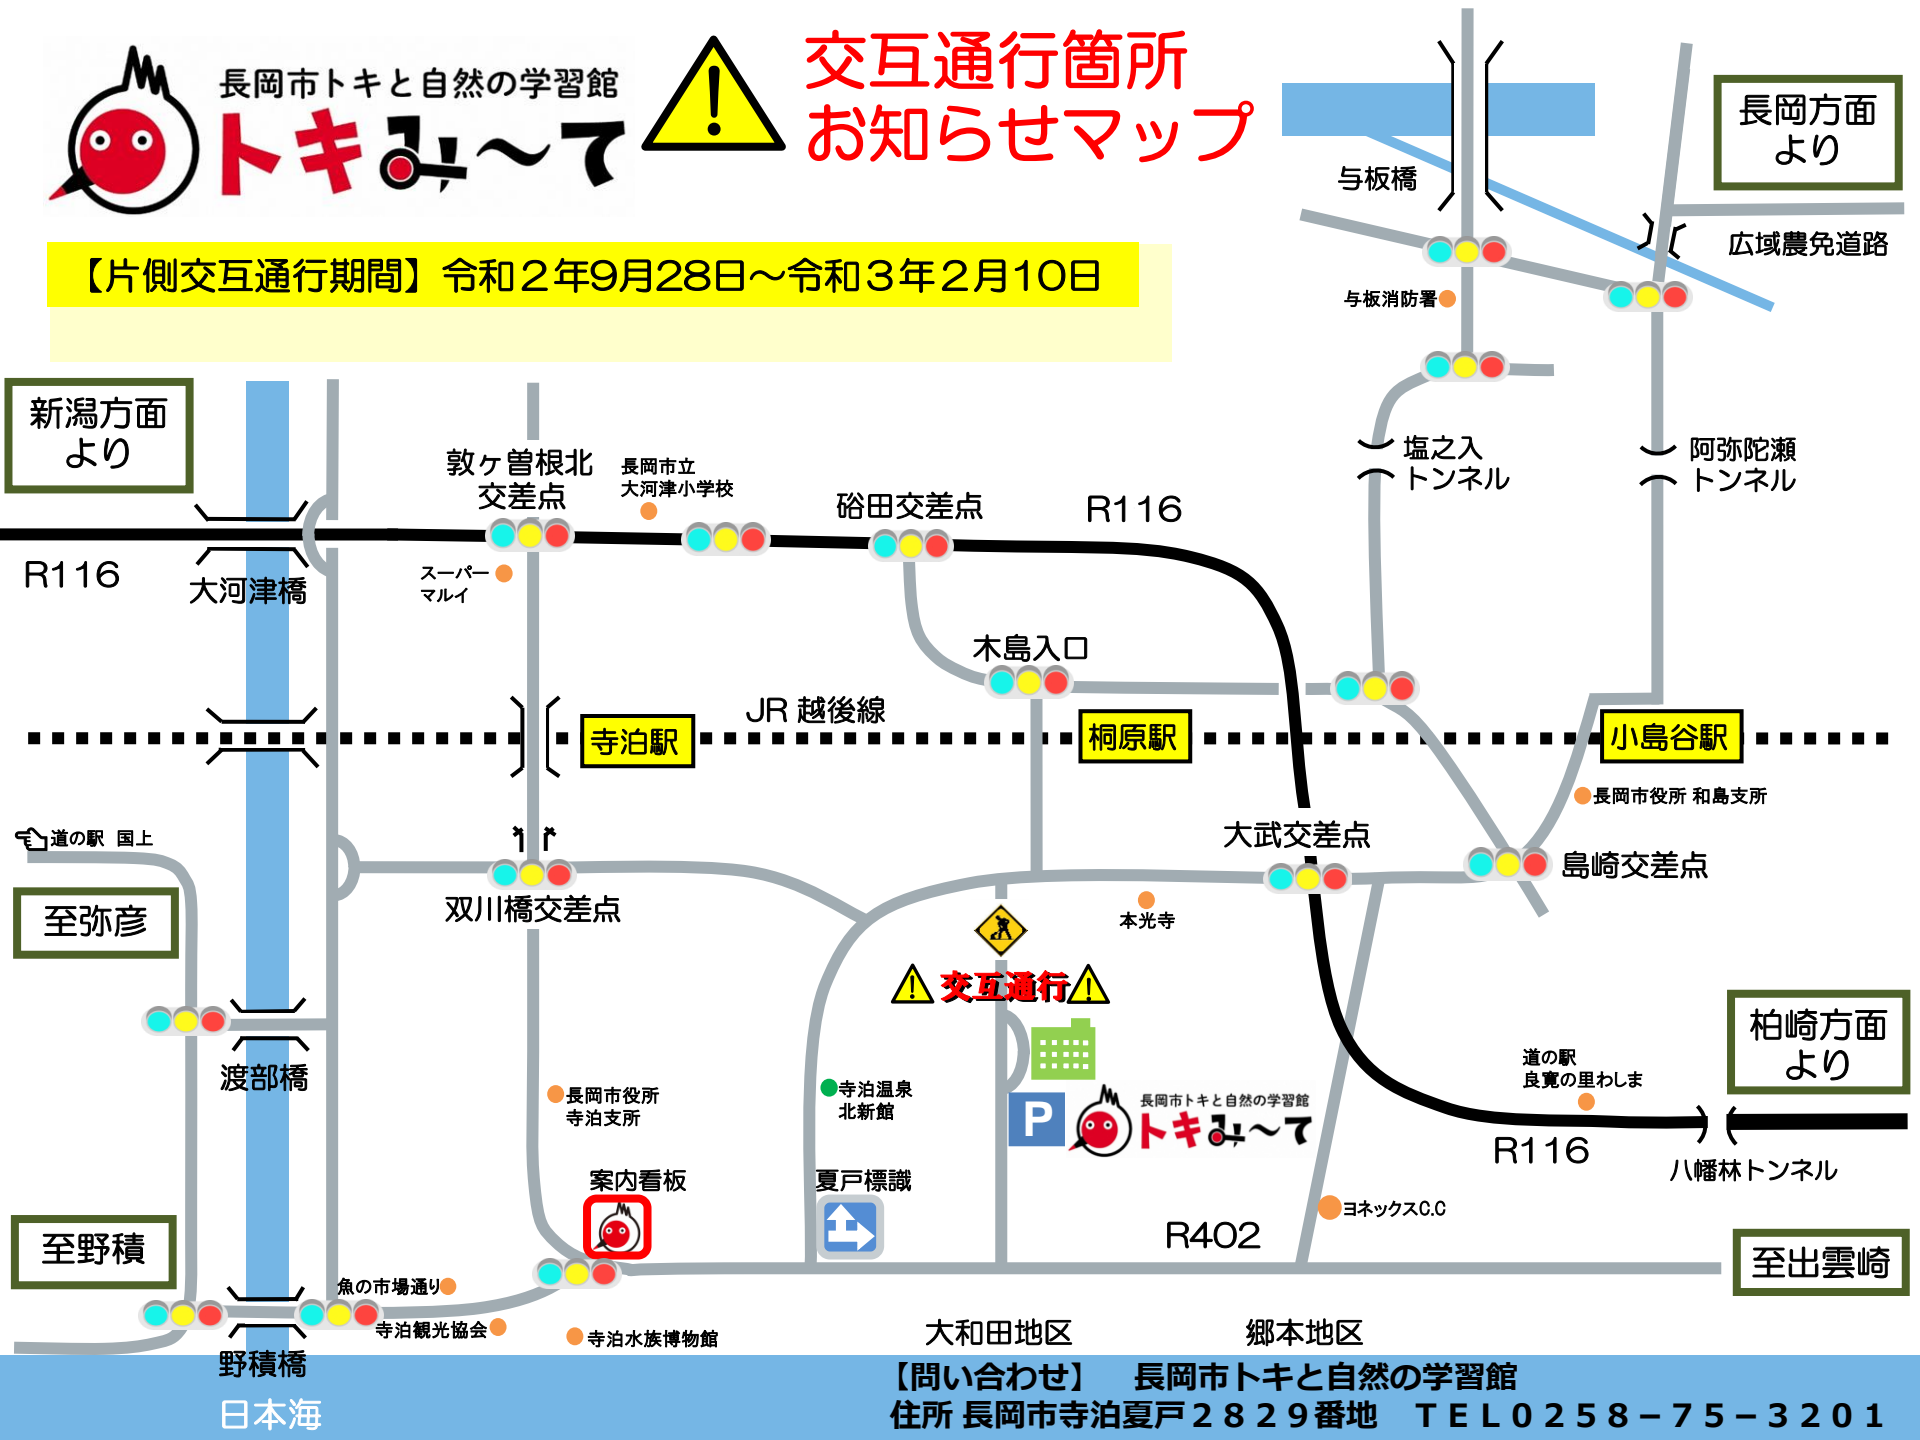 長岡市トキと自然の学習館
トキみ～て
交互通行箇所
お知らせマップ
【片側交互通行期間】令和２年9月28日～令和３年２月10日
長岡方面
より
与板橋
広域農免道路
与板消防署
新潟方面
より
敦ヶ曽根北
交差点
長岡市立
大河津小学校
硲田交差点
R116
塩之入
トンネル
阿弥陀瀬
トンネル
R116
大河津橋
スーパー
マルイ
木島入口
JR 越後線
寺泊駅
桐原駅
小島谷駅
長岡市役所 和島支所
道の駅 国上
大武交差点
島崎交差点
至弥彦
双川橋交差点
本光寺
交互通行
渡部橋
柏崎方面
より
道の駅
良寛の里わしま
長岡市役所
寺泊支所
寺泊温泉
北新館
P
長岡市トキと自然の学習館
トキみ～て
R116
八幡林トンネル
案内看板
夏戸標識
ヨネックスC.C
R402
至野積
至出雲崎
魚の市場通り
寺泊観光協会
寺泊水族博物館
大和田地区
郷本地区
野積橋
日本海
【問い合わせ】 長岡市トキと自然の学習館
住所 長岡市寺泊夏戸２８２９番地 ＴＥＬ０２５８－７５－３２０１